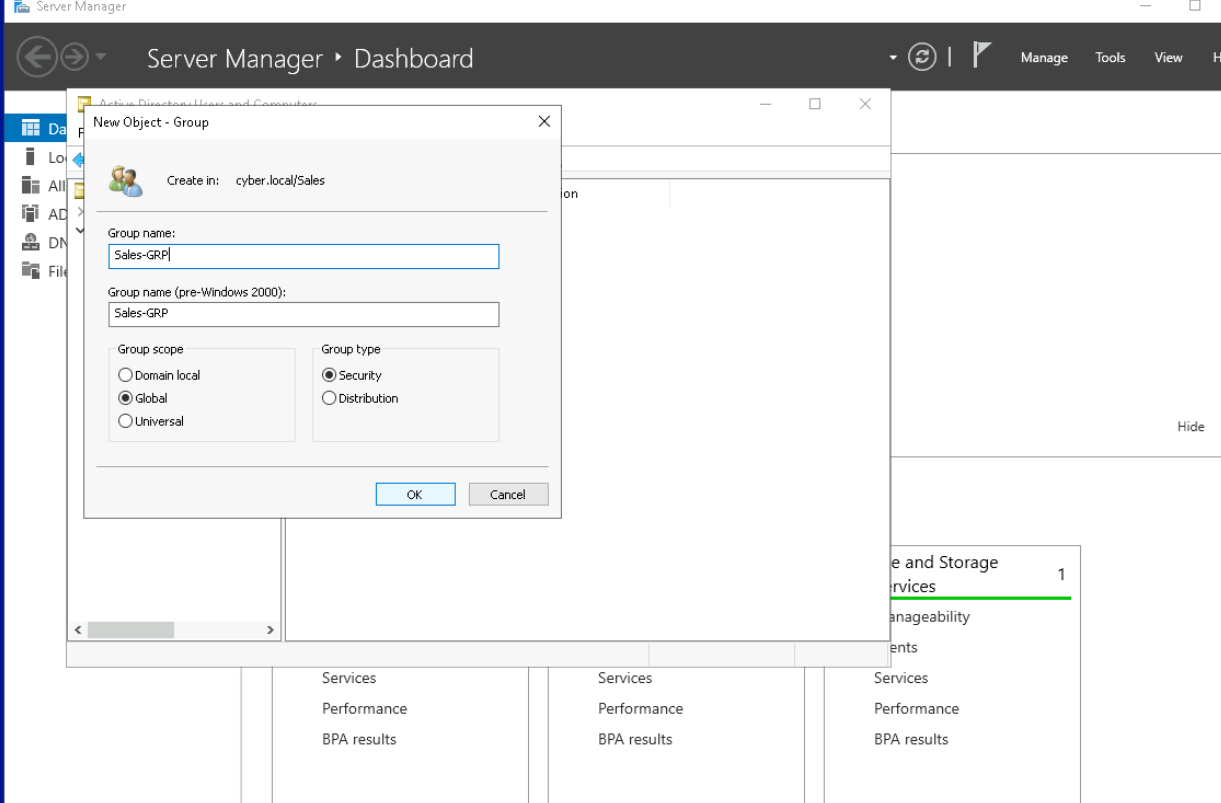 Server Manager
Server Manager ‣ Dashboard
Manage Tools View
Active Directory Users and Computers
New Object - Group
Create in: cyber.local/Sales
Group name:
Sales-GRP
Group name (pre-Windows 2000):
Sales-GRP
Group scope
Domain local
Global
Universal
Group type
Security
Distribution
OK Cancel
Da
Lo
All
AD
DN
File
ion
Hide
e and Storage 1
ervices
anageability
ents
Services Services Services
Performance Performance Performance
BPA results BPA results BPA results